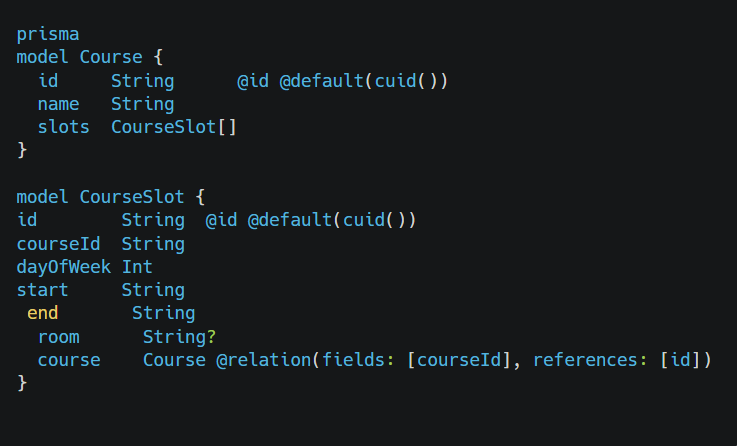 prisma
model Course {
  id     String      @id @default(cuid())
  name   String
  slots  CourseSlot[]
}

model CourseSlot {
id        String  @id @default(cuid())
courseId  String
dayOfWeek Int
start     String
 end       String
  room      String?
  course    Course @relation(fields: [courseId], references: [id])
}